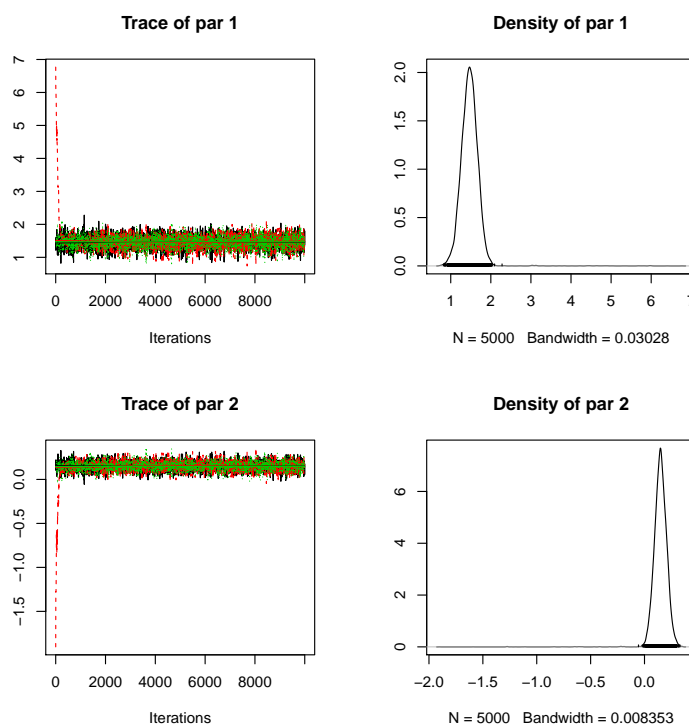 Trace of par 1
7
6
5
4
3
2
1
0 2000 4000 6000 8000
Iterations
Density of par 1
2.0
1.5
1.0
0.5
0.0
1 2 3 4 5 6
N = 5000 Bandwidth = 0.03028
Trace of par 2
0.0
−0.5
−1.0
−1.5
0 2000 4000 6000 8000
Iterations
Density of par 2
6
4
2
0
−2.0 −1.5 −1.0 −0.5 0.0
N = 5000 Bandwidth = 0.008353